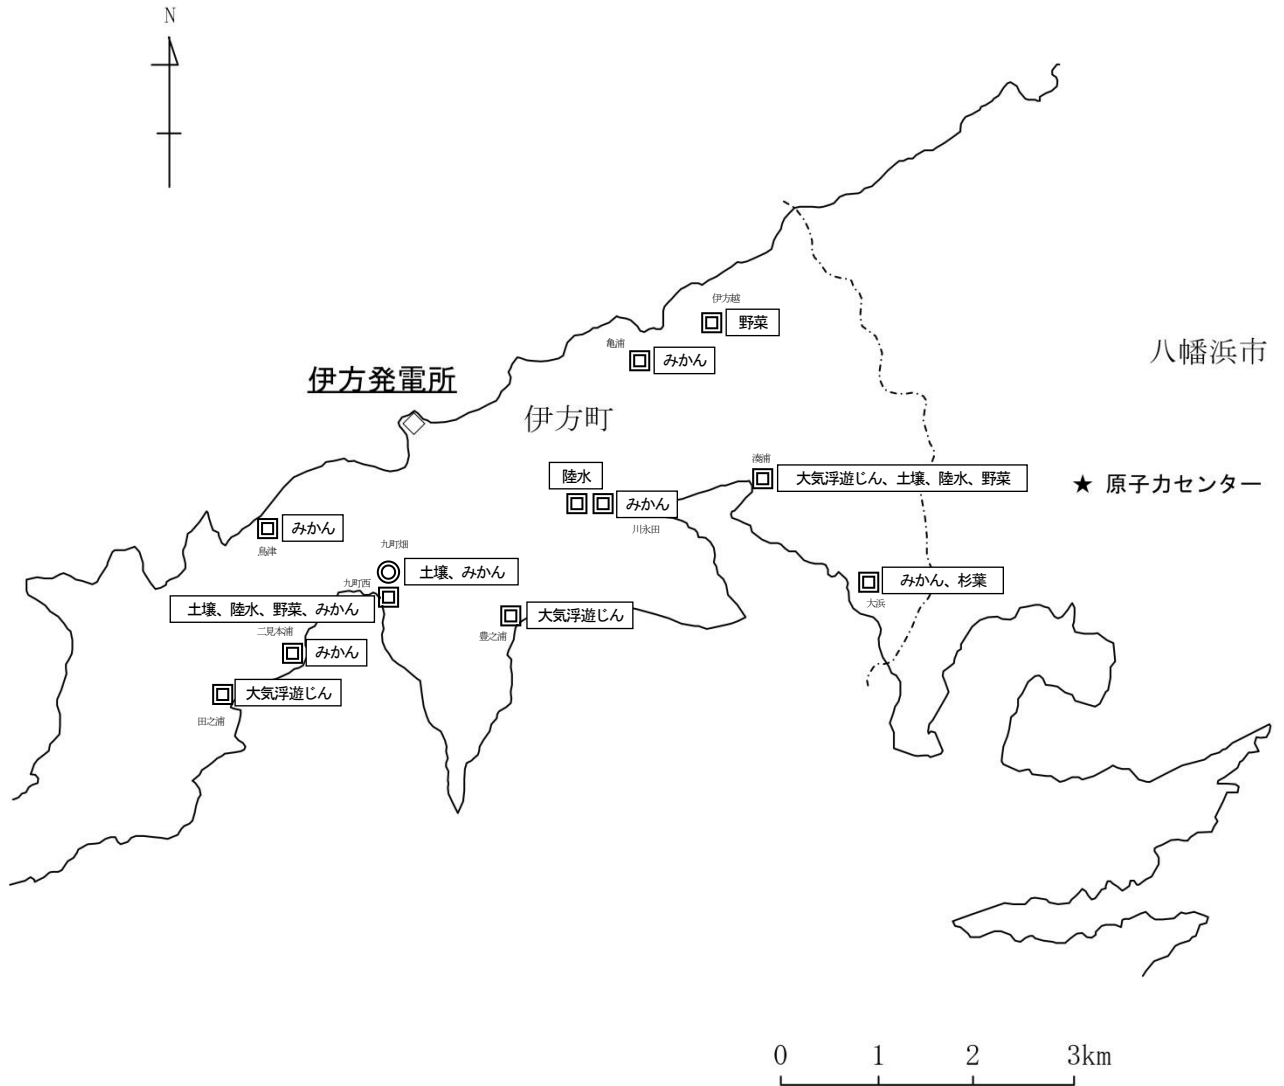 N
伊方越
野菜
亀浦
みかん
八幡浜市
伊方発電所
伊方町
湊浦
大気浮遊じん、土壌、陸水、野菜
★ 原子力センター
陸水
みかん
川永田
みかん
鳥津
九町畑
土壌、みかん
九町西
土壌、陸水、野菜、みかん
みかん、杉葉
大浜
大気浮遊じん
豊之浦
二見本浦
みかん
大気浮遊じん
田之浦
0 1 2 3km